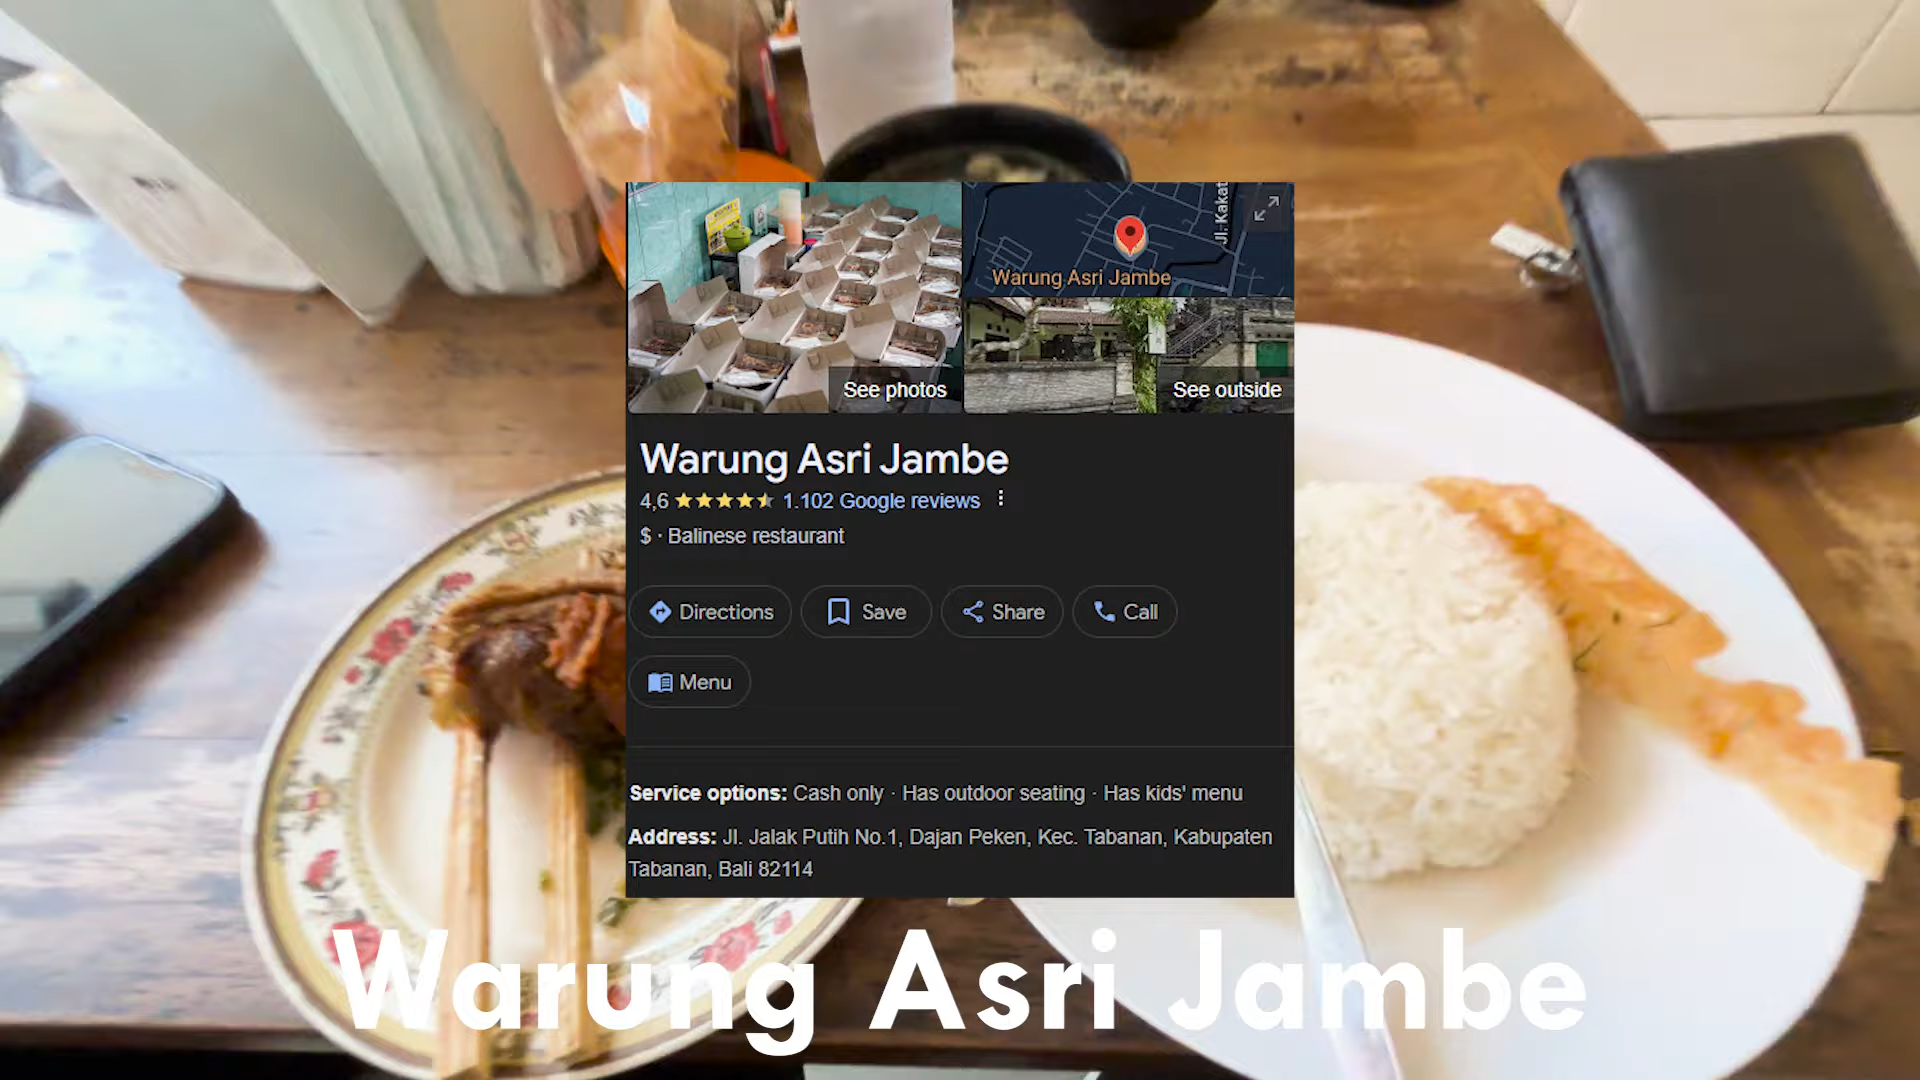 Jl. Kakat
Warung Asri Jambe
See photos
See outside
Warung Asri Jambe
4,6 1.102 Google reviews
$ · Balinese restaurant
Directions
Save
Share
Call
Menu
Service options: Cash only · Has outdoor seating · Has kids' menu
Address: Jl. Jalak Putih No.1, Dajan Peken, Kec. Tabanan, Kabupaten
Tabanan, Bali 82114
Warung Asri Jambe